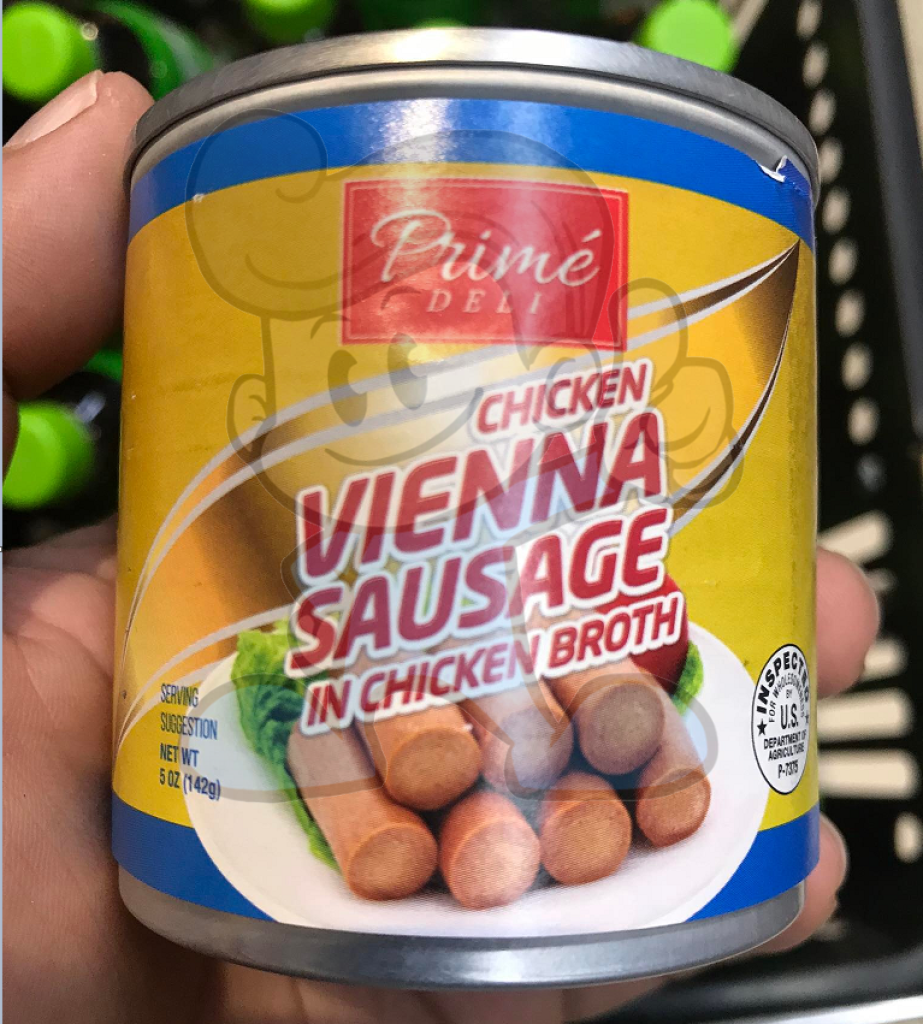 Primé
DELI
CHICKEN
VIENNA
SAUSAGE
IN CHICKEN BROTH
SERVING
SUGGESTION
NET WT
5 OZ (142g)
INSPECTED
FOR WHOLESOMENESS
BY
U.S.
DEPARTMENT OF
AGRICULTURE
P-7375